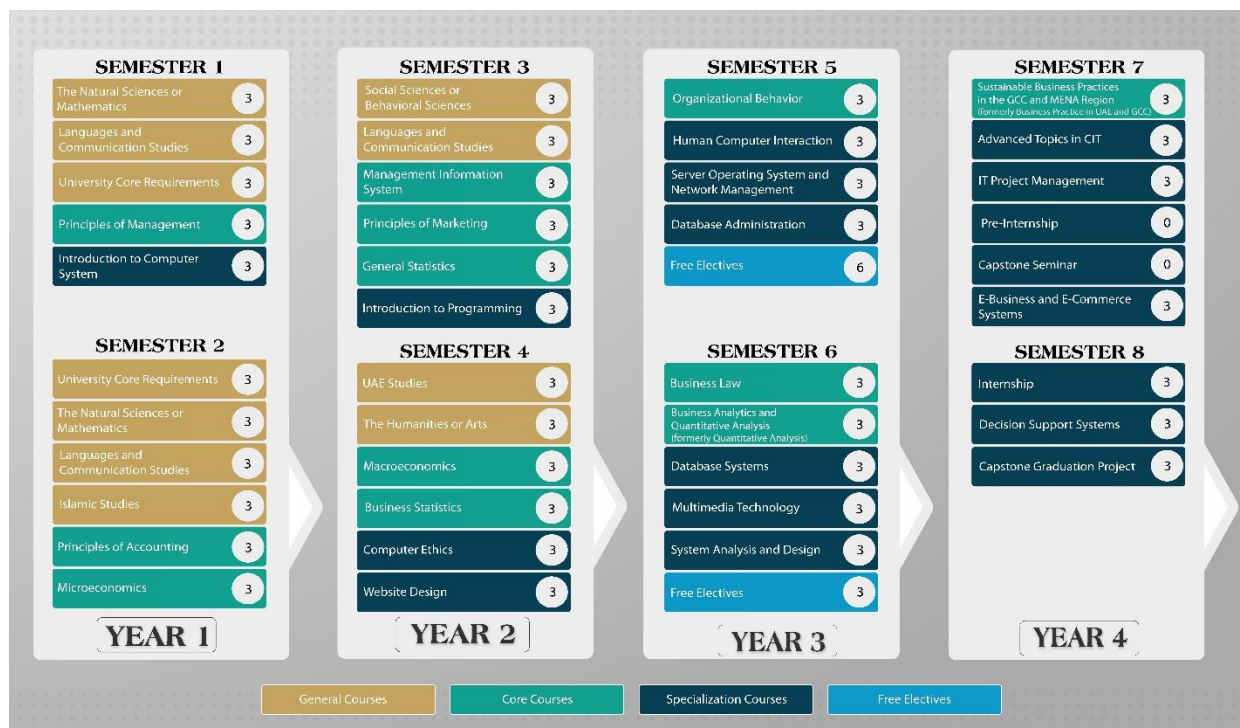 SEMESTER 1
The Natural Sciences or
Mathematics
3
Languages and
Communication Studies
3
University Core Requirements
3
Principles of Management
3
Introduction to Computer
System
3
SEMESTER 2
University Core Requirements
3
The Natural Sciences or
Mathematics
3
Languages and
Communication Studies
3
Islamic Studies
3
Principles of Accounting
3
Microeconomics
3
YEAR 1
SEMESTER 3
Social Sciences or
Behavioral Sciences
3
Languages and
Communication Studies
3
Management Information
System
3
Principles of Marketing
3
General Statistics
3
Introduction to Programming
3
SEMESTER 4
UAE Studies
3
The Humanities or Arts
3
Macroeconomics
3
Business Statistics
3
Computer Ethics
3
Website Design
3
YEAR 2
SEMESTER 5
Organizational Behavior
3
Human Computer Interaction
3
Server Operating System and
Network Management
3
Database Administration
3
Free Electives
6
SEMESTER 6
Business Law
3
Business Analytics and
Quantitative Analysis
(formerly Quantitative Analysis)
3
Database Systems
3
Multimedia Technology
3
System Analysis and Design
3
Free Electives
3
YEAR 3
SEMESTER 7
Sustainable Business Practices
in the GCC and MENA Region
(formerly Business Practice in UAE and GCC)
3
Advanced Topics in CIT
3
IT Project Management
3
Pre-Internship
0
Capstone Seminar
0
E-Business and E-Commerce
Systems
3
SEMESTER 8
Internship
3
Decision Support Systems
3
Capstone Graduation Project
3
YEAR 4
General Courses
Core Courses
Specialization Courses
Free Electives